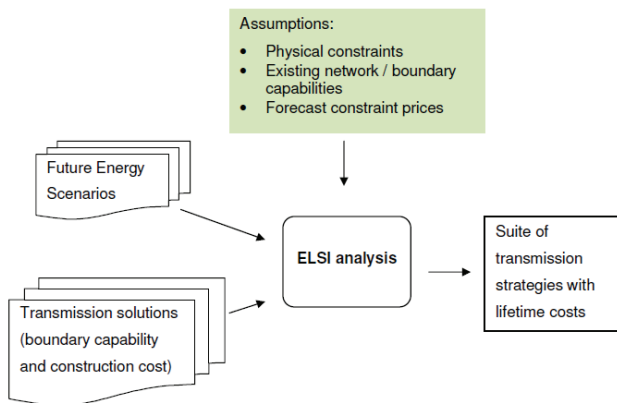 Assumptions:
• Physical constraints
• Existing network / boundary
capabilities
• Forecast constraint prices
Future Energy
Scenarios
ELSI analysis
Suite of
transmission
strategies with
lifetime costs
Transmission solutions
(boundary capability
and construction cost)